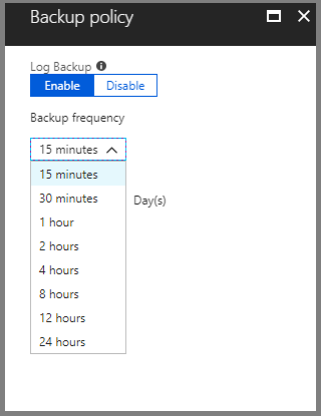 Backup policy
Log Backup
Enable Disable
Backup frequency
15 minutes
15 minutes
30 minutes
Day(s)
1 hour
2 hours
4 hours
8 hours
12 hours
24 hours